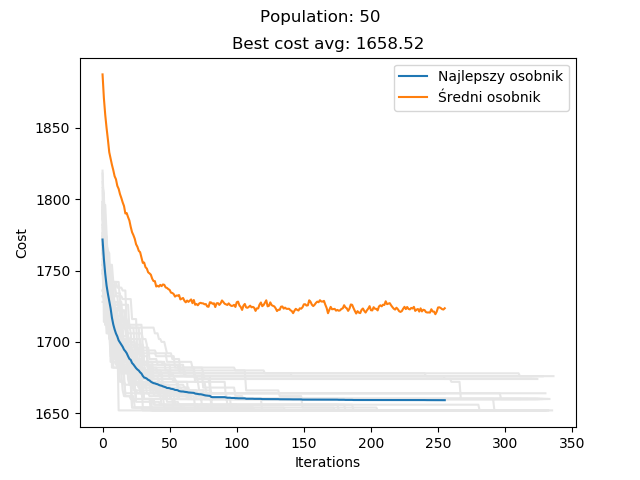 Population: 50
Best cost avg: 1658.52
Najlepszy osobnik
Średni osobnik
1850
1800
1750
1700
1650
Cost
0 50 100 150 200 250 300 350
Iterations